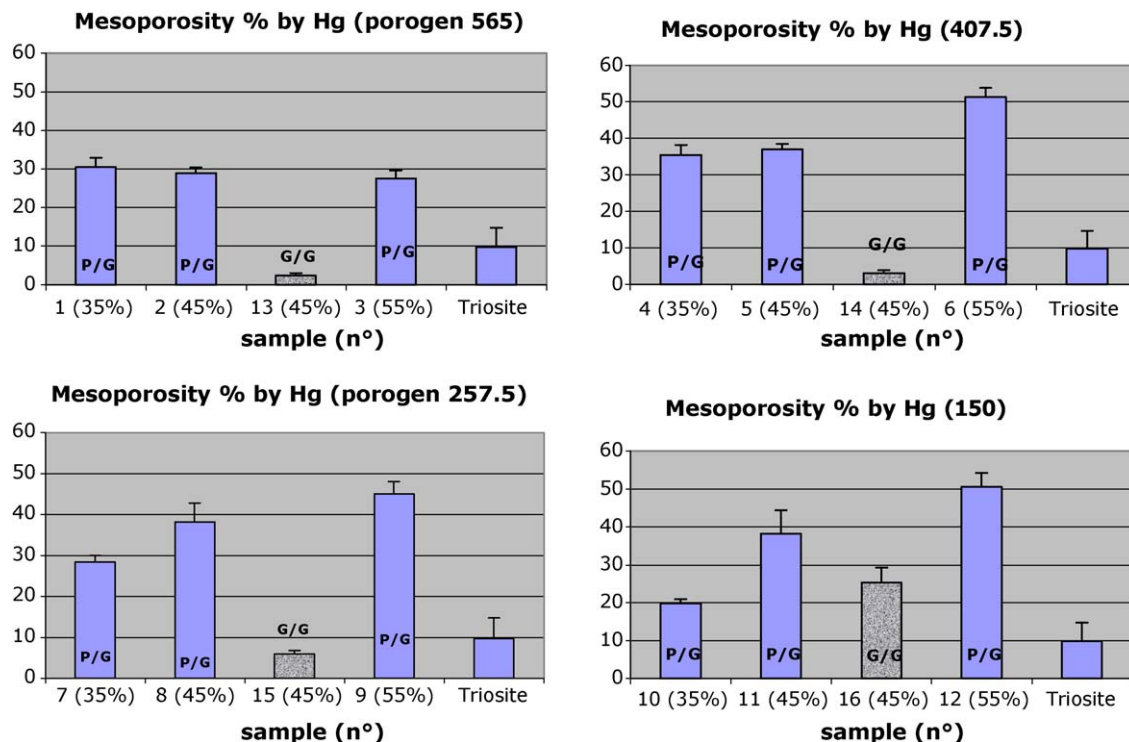 Mesoporosity % by Hg (porogen 565)
60
50
40
30
20
10
0
P/G
P/G
G/G
P/G
1 (35%) 2 (45%) 13 (45%) 3 (55%) Triosite
sample (n°)
Mesoporosity % by Hg (407.5)
60
50
40
30
20
10
0
P/G
P/G
G/G
P/G
4 (35%) 5 (45%) 14 (45%) 6 (55%) Triosite
sample (n°)
Mesoporosity % by Hg (porogen 257.5)
60
50
40
30
20
10
0
P/G
P/G
G/G
P/G
7 (35%) 8 (45%) 15 (45%) 9 (55%) Triosite
sample (n°)
Mesoporosity % by Hg (150)
60
50
40
30
20
10
0
P/G
P/G
G/G
P/G
10 (35%) 11 (45%) 16 (45%) 12 (55%) Triosite
sample (n°)